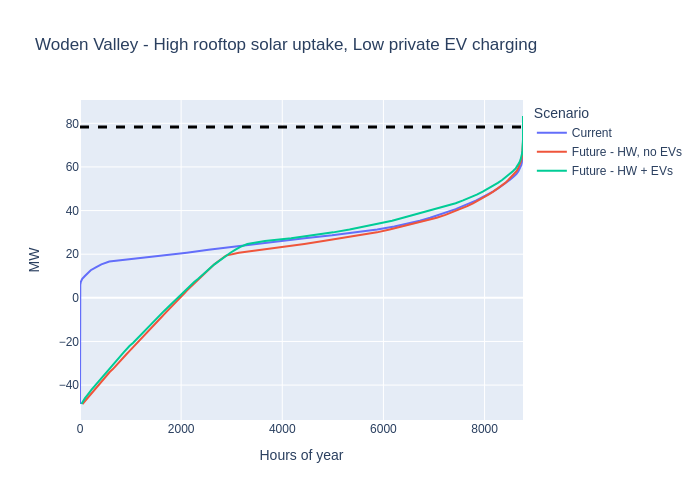 Woden Valley - High rooftop solar uptake, Low private EV charging
Scenario
Current
Future - HW, no EVs
Future - HW + EVs
MW
80
60
40
20
0
−20
−40
0
2000
4000
6000
8000
Hours of year